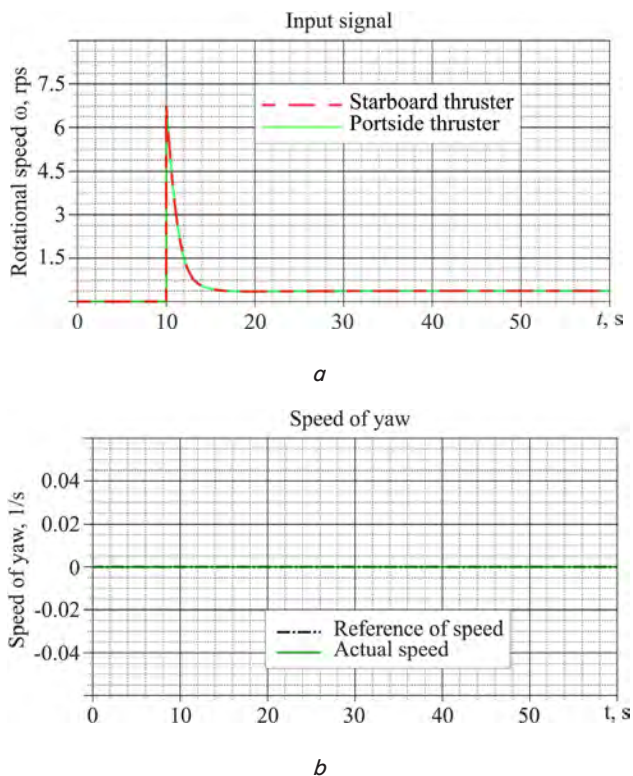 Input signal
Rotational speed ω, rps
7.5
6
4.5
3
1.5
Starboard thruster
Portside thruster
0 10 20 30 40 50 t, s
a
Speed of yaw
Speed of yaw, 1/s
0.04
0.02
0
-0.02
-0.04
Reference of speed
Actual speed
0 10 20 30 40 50 t, s
b